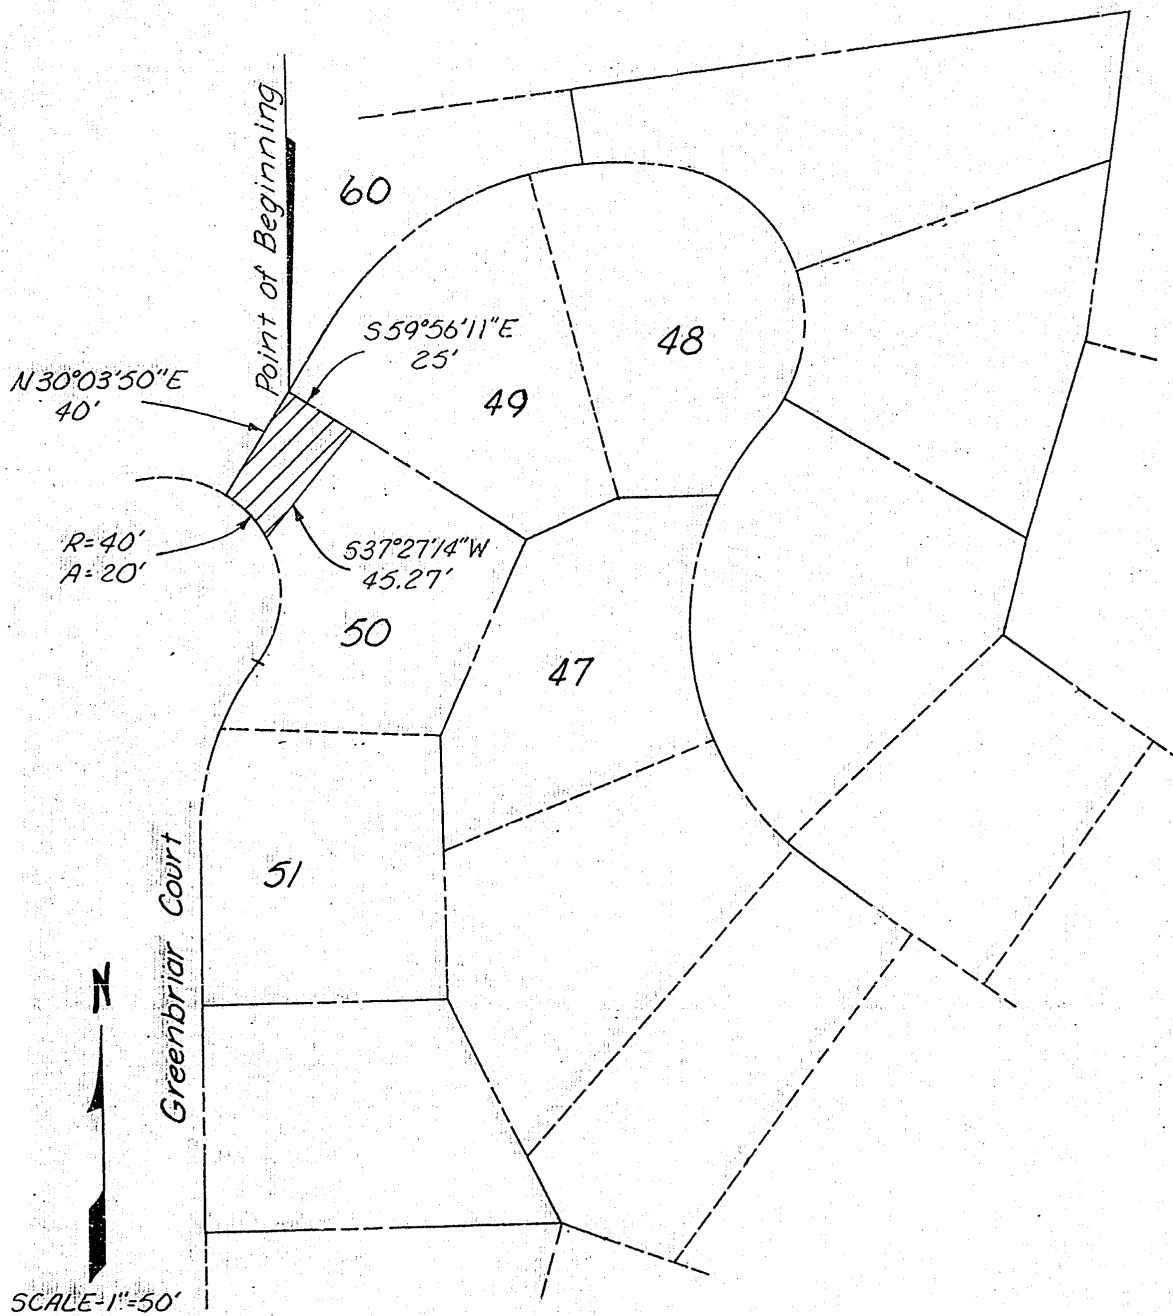 Point of Beginning
60
S59°56'11"E
25'
48
N30°03'50"E
40'
49
R=40'
A=20'
S37°27'14"W
45.27'
50
47
51
Greenbriar Court
N
SCALE-1"=50'